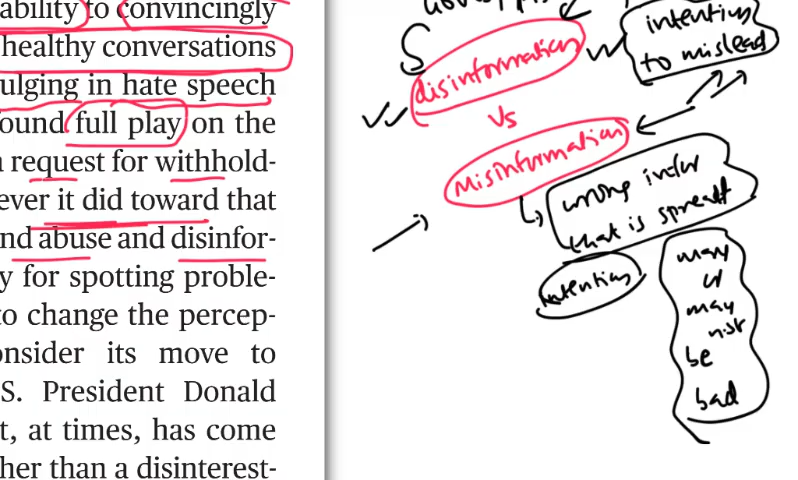 ability to convincingly
healthy conversations
ulging in hate speech
ound full play on the
request for withhold-
ever it did toward that
nd abuse and disinfor-
y for spotting proble-
to change the percep-
onsider its move to
S. President Donald
t, at times, has come
her than a disinterest-
disinformation
intention
to mislead
vs
Misinformation
wrong infor
that is spread
intention
may
or
may
not
be
bad